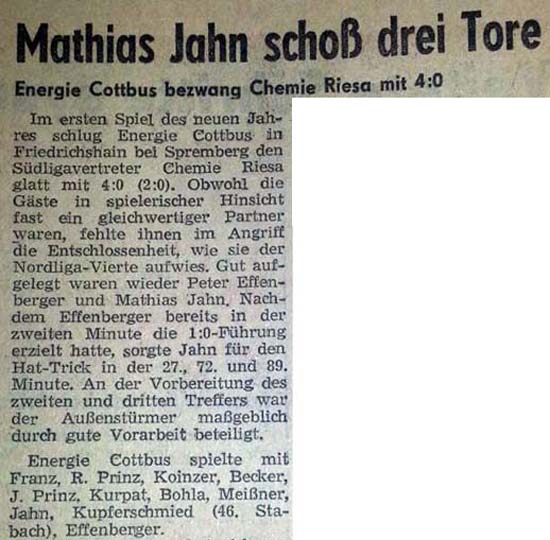 Mathias Jahn schoß drei Tore
Energie Cottbus bezwang Chemie Riesa mit 4:0
Im ersten Spiel des neuen Jah-
res schlug Energie Cottbus in
Friedrichshain bei Spremberg den
Südligavertreter Chemie Riesa
glatt mit 4:0 (2:0). Obwohl die
Gäste in spielerischer Hinsicht
fast ein gleichwertiger Partner
waren, fehlte ihnen im Angriff
die Entschlossenheit, wie sie der
Nordliga-Vierte aufwies. Gut auf-
gelegt waren wieder Peter Effen-
berger und Mathias Jahn. Nach-
dem Effenberger bereits in der
zweiten Minute die 1:0-Führung
erzielt hatte, sorgte Jahn für den
Hat-Trick in der 27., 72. und 89.
Minute. An der Vorbereitung des
zweiten und dritten Treffers war
der Außenstürmer maßgeblich
durch gute Vorarbeit beteiligt.
Energie Cottbus spielte mit
Franz, R. Prinz, Koinzer, Becker,
J. Prinz, Kurpat, Bohla, Meißner,
Jahn, Kupferschmied (46. Sta-
bach), Effenberger.